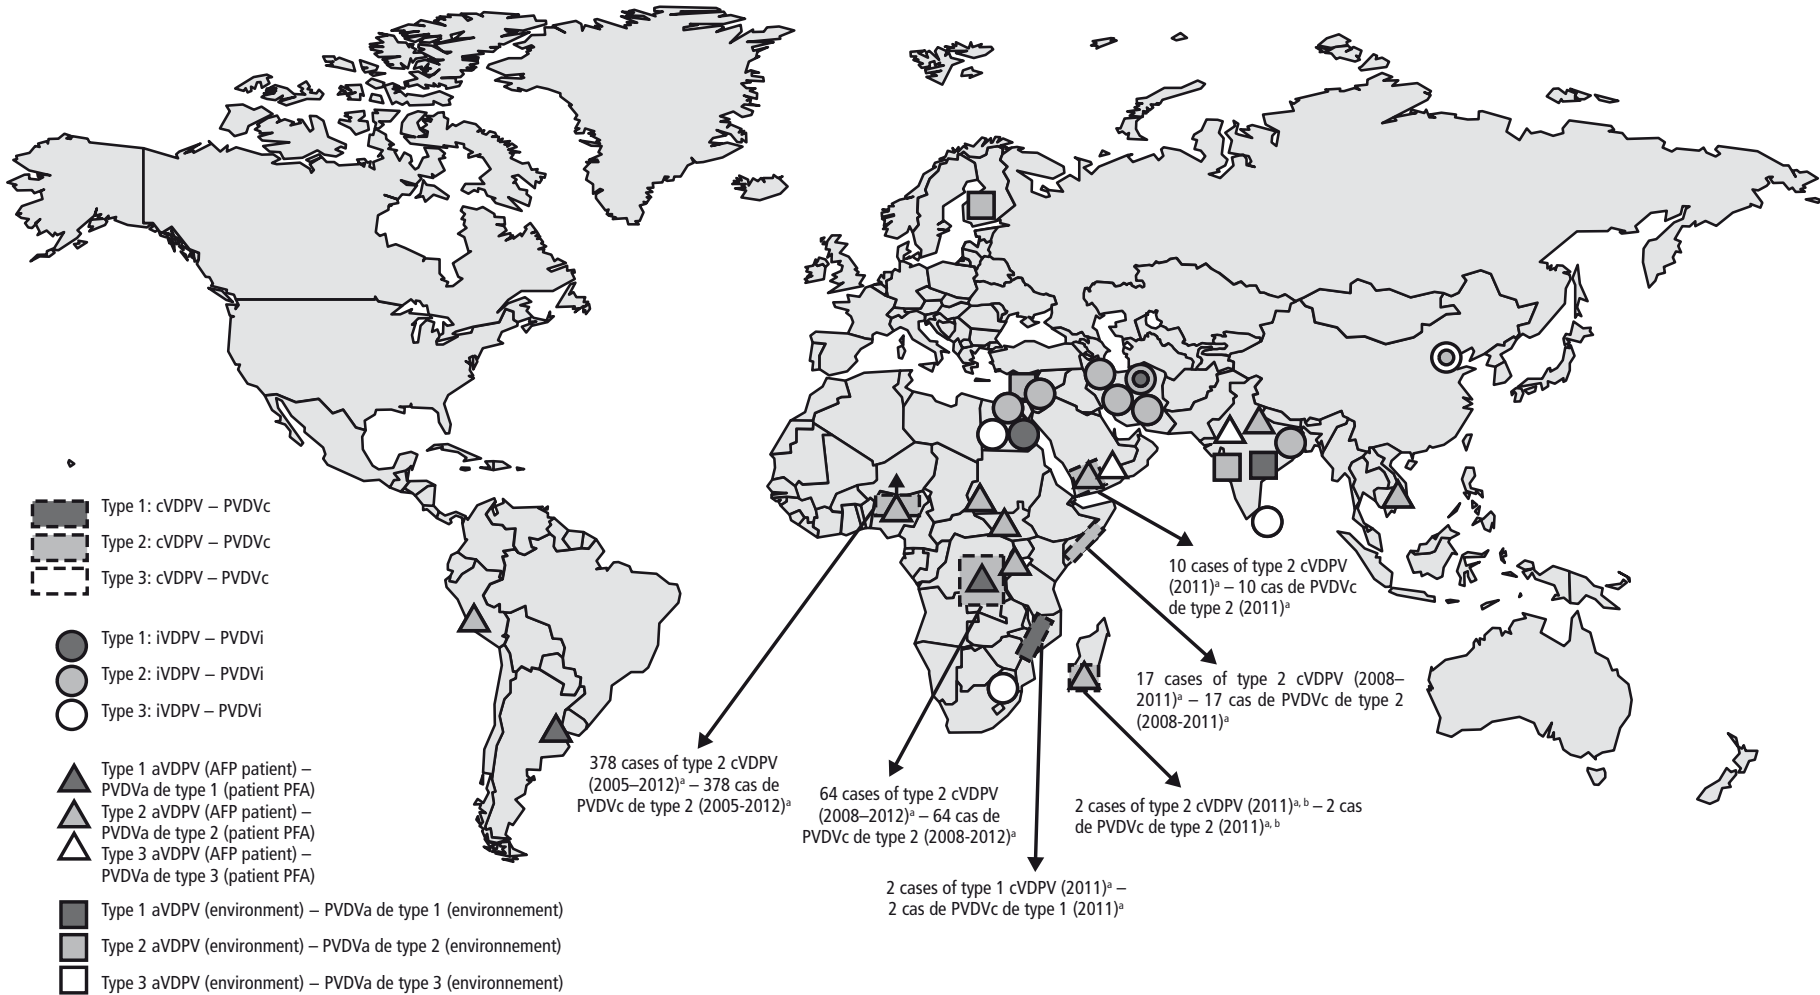 Type 1: cVDPV – PVDVc
Type 2: cVDPV – PVDVc
Type 3: cVDPV – PVDVc
Type 1: iVDPV – PVDVi
Type 2: iVDPV – PVDVi
Type 3: iVDPV – PVDVi
Type 1 aVDPV (AFP patient) –
PVDVa de type 1 (patient PFA)
Type 2 aVDPV (AFP patient) –
PVDVa de type 2 (patient PFA)
Type 3 aVDPV (AFP patient) –
PVDVa de type 3 (patient PFA)
Type 1 aVDPV (environment) – PVDVa de type 1 (environnement)
Type 2 aVDPV (environment) – PVDVa de type 2 (environnement)
Type 3 aVDPV (environment) – PVDVa de type 3 (environnement)
378 cases of type 2 cVDPV
(2005–2012)ª – 378 cas de
PVDVc de type 2 (2005-2012)ª
64 cases of type 2 cVDPV
(2008–2012)ª – 64 cas de
PVDVc de type 2 (2008-2012)ª
2 cases of type 1 cVDPV (2011)ª –
2 cas de PVDVc de type 1 (2011)ª
2 cases of type 2 cVDPV (2011)ª, ᵇ – 2 cas
de PVDVc de type 2 (2011)ª, ᵇ
17 cases of type 2 cVDPV (2008–
2011)ª – 17 cas de PVDVc de type 2
(2008-2011)ª
10 cases of type 2 cVDPV
(2011)ª – 10 cas de PVDVc
de type 2 (2011)ª